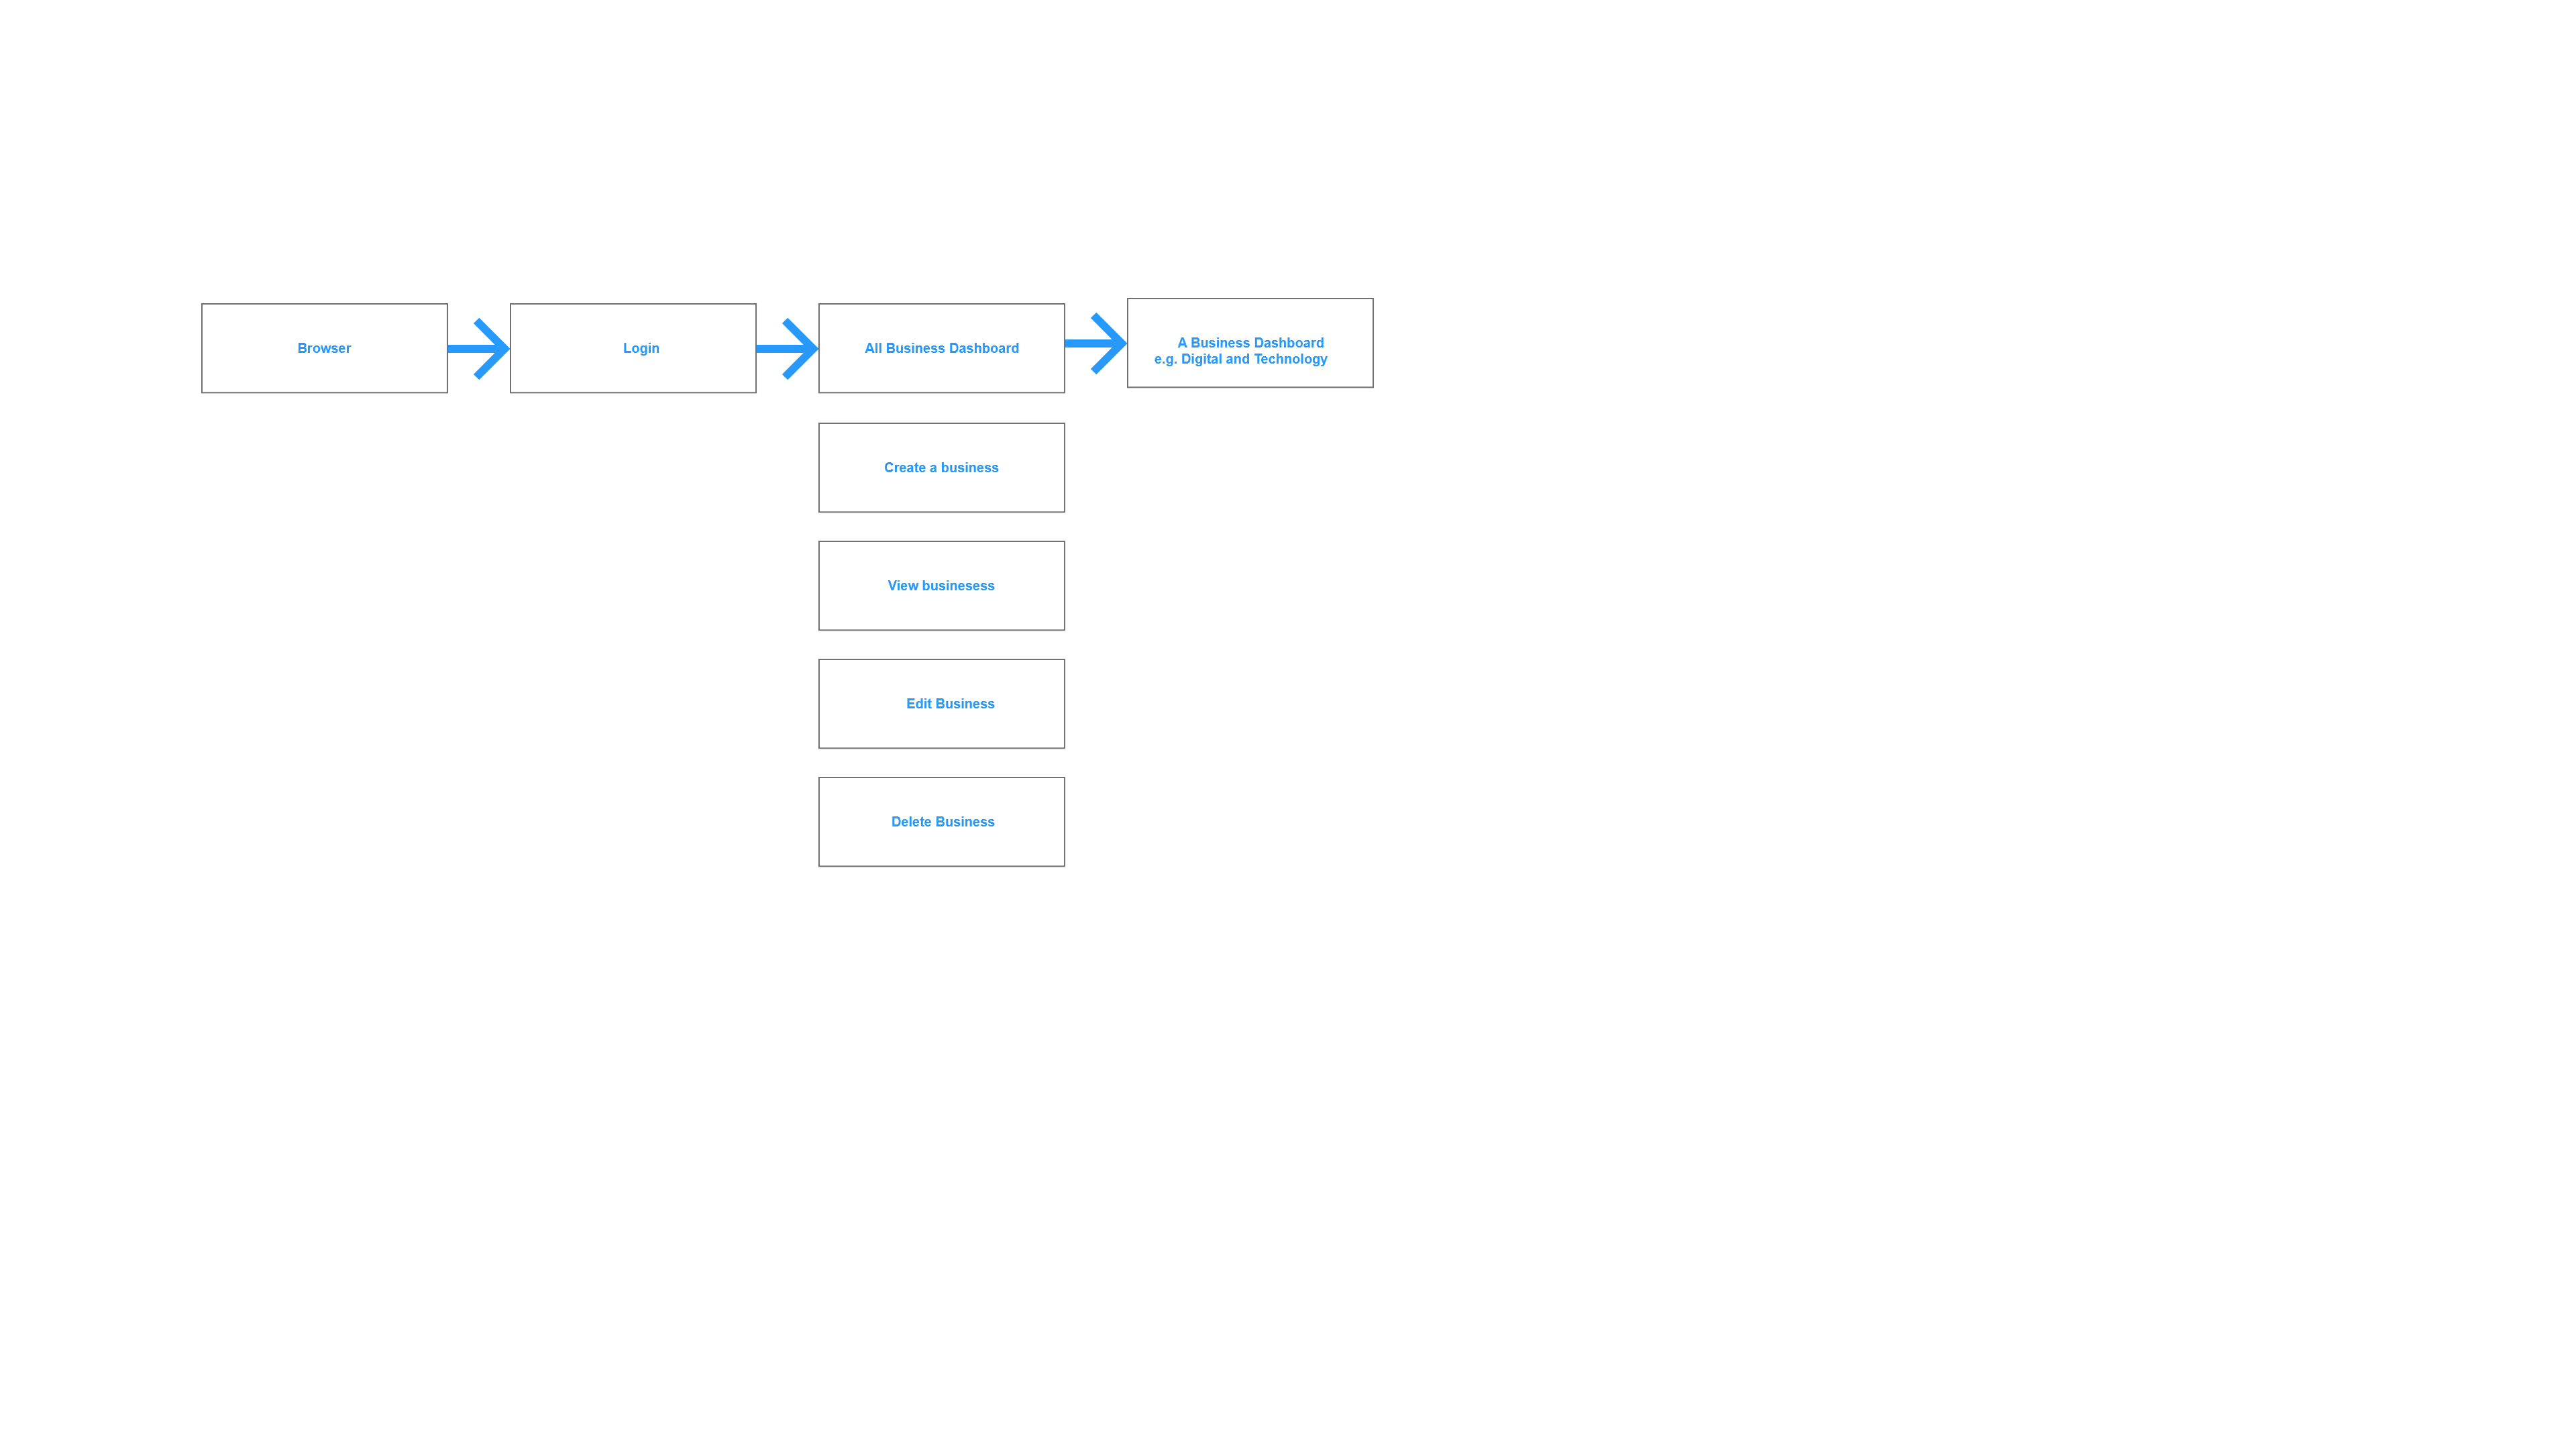 Browser
Login
All Business Dashboard
A Business Dashboard
e.g. Digital and Technology
Create a business
View businesess
Edit Business
Delete Business